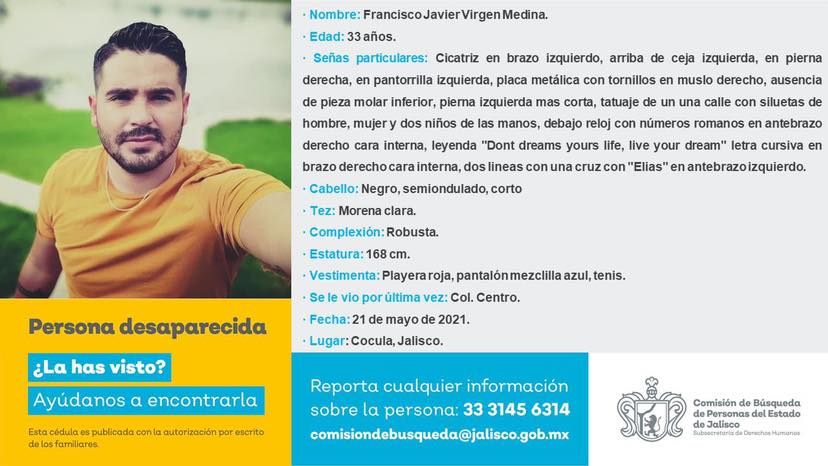 · Nombre: Francisco Javier Virgen Medina.
· Edad: 33 años.
· Señas particulares: Cicatriz en brazo izquierdo, arriba de ceja izquierda, en pierna
derecha, en pantorrilla izquierda, placa metálica con tornillos en muslo derecho, ausencia
de pieza molar inferior, pierna izquierda mas corta, tatuaje de un una calle con siluetas de
hombre, mujer y dos niños de las manos, debajo reloj con números romanos en antebrazo
derecho cara interna, leyenda "Dont dreams yours life, live your dream" letra cursiva en
brazo derecho cara interna, dos lineas con una cruz con "Elias" en antebrazo izquierdo.
· Cabello: Negro, semiondulado, corto
· Tez: Morena clara.
· Complexión: Robusta.
· Estatura: 168 cm.
· Vestimenta: Playera roja, pantalón mezclilla azul, tenis.
· Se le vio por última vez: Col. Centro.
· Fecha: 21 de mayo de 2021.
· Lugar: Cocula, Jalisco.
Persona desaparecida
¿La has visto?
Ayúdanos a encontrarla
Esta cédula es publicada con la autorización por escrito
de los familiares.
Reporta cualquier información
sobre la persona: 33 3145 6314
comisiondebusqueda@jalisco.gob.mx
Comisión de Búsqueda
de Personas del Estado
de Jalisco
Subsecretaría de Derechos Humanos